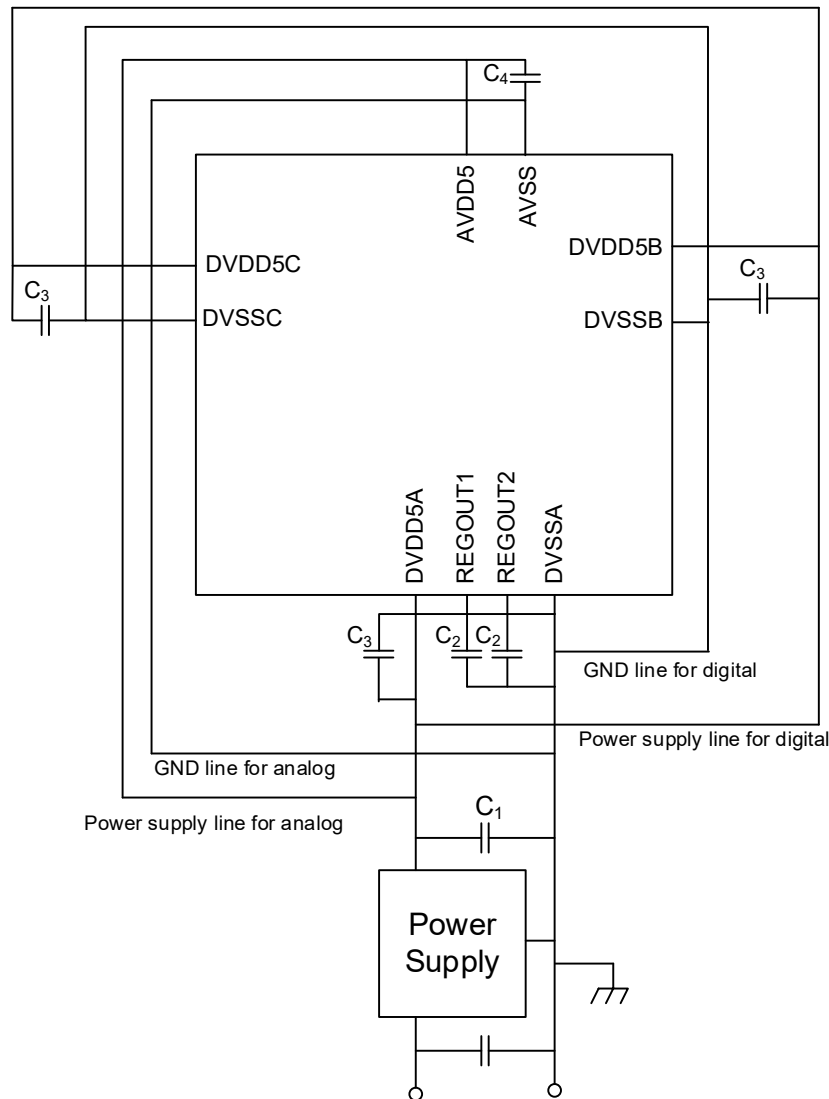 C₄
AVDD5
AVSS
DVDD5C
DVDD5B
C₃
C₃
DVSSC
DVSSB
DVDD5A
REGOUT1
REGOUT2
DVSSA
C₃
C₂
C₂
GND line for digital
Power supply line for digital
GND line for analog
Power supply line for analog
C₁
Power
Supply